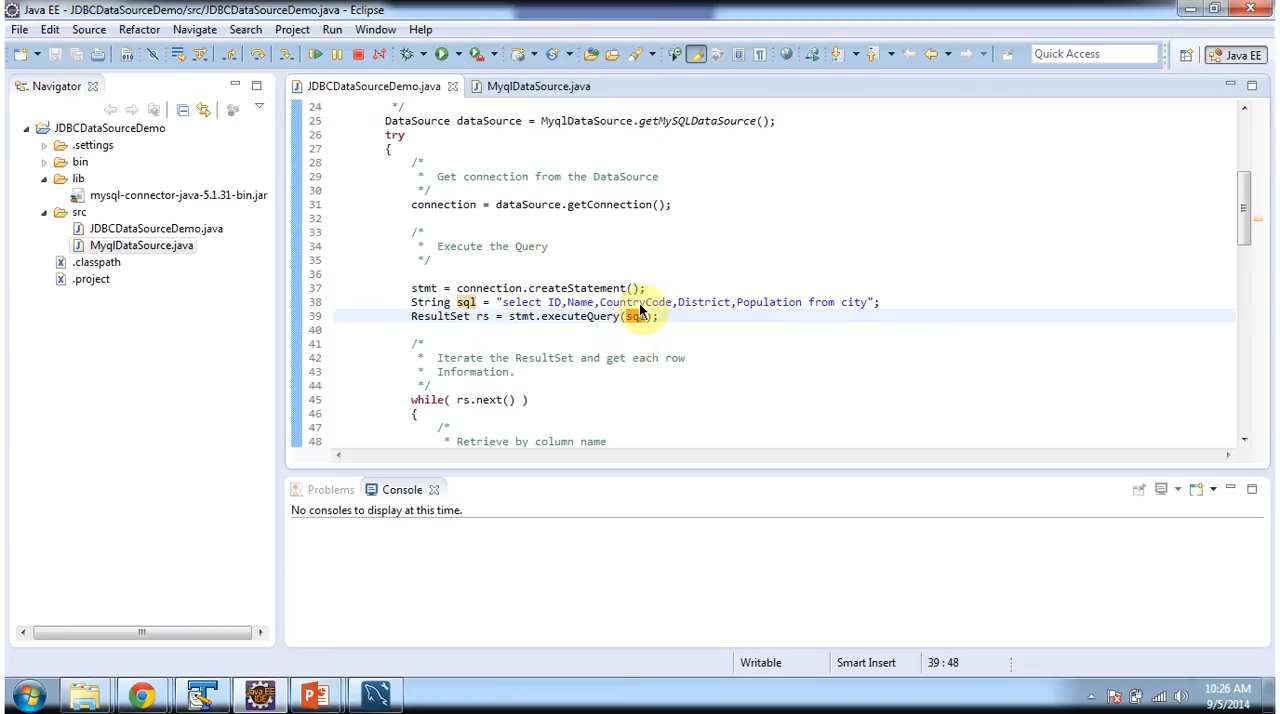 Java EE - JDBCDataSourceDemo/src/JDBCDataSourceDemo.java - Eclipse
File Edit Source Refactor Navigate Search Project Run Window Help
Quick Access
Java EE
Navigator
JDBCDataSourceDemo.java
MyqlDataSource.java
JDBCDataSourceDemo
.settings
bin
lib
mysql-connector-java-5.1.31-bin.jar
src
JDBCDataSourceDemo.java
MyqlDataSource.java
.classpath
.project
24 */
25 DataSource dataSource = MyqlDataSource.getMySQLDataSource();
26 try
27 {
28 /*
29 * Get connection from the DataSource
30 */
31 connection = dataSource.getConnection();
32
33 /*
34 * Execute the Query
35 */
36
37 stmt = connection.createStatement();
38 String sql = "select ID,Name,CountryCode,District,Population from city";
39 ResultSet rs = stmt.executeQuery(sql);
40
41 /*
42 * Iterate the ResultSet and get each row
43 * Information.
44 */
45 while( rs.next() )
46 {
47 /*
48 * Retrieve by column name
Problems
Console
No consoles to display at this time.
Writable
Smart Insert
39 : 48
Java EE
IDE
10:26 AM
9/5/2014